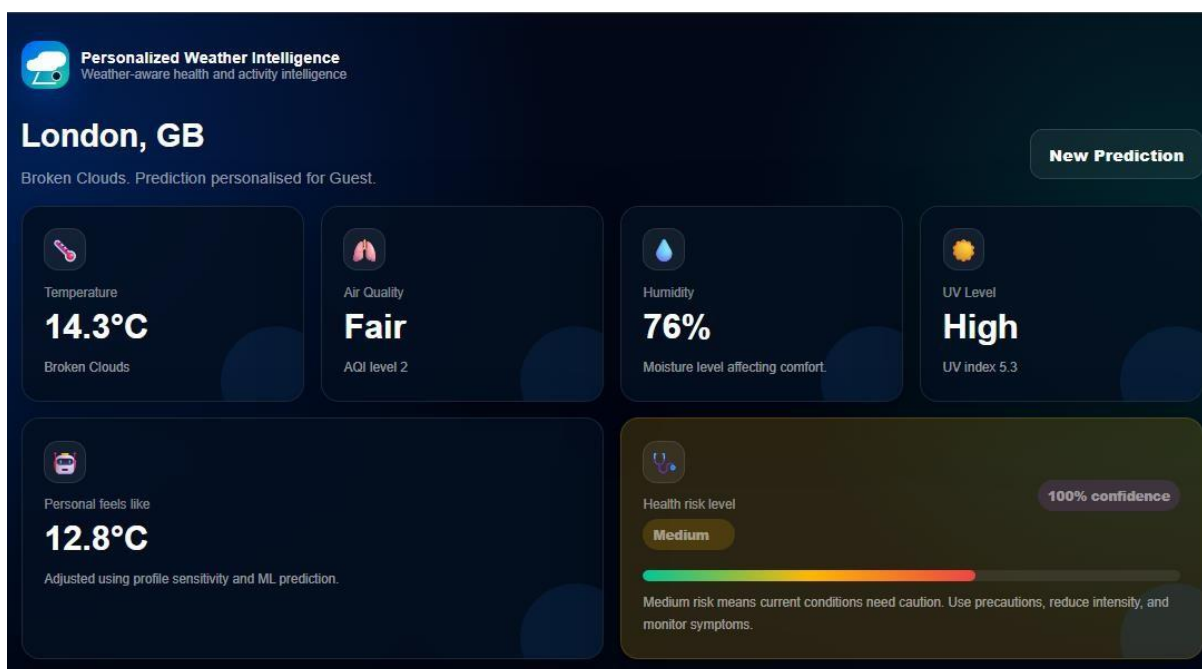 Personalized Weather Intelligence
Weather-aware health and activity intelligence
London, GB
New Prediction
Broken Clouds. Prediction personalised for Guest.
Temperature
14.3°C
Broken Clouds
Air Quality
Fair
AQI level 2
Humidity
76%
Moisture level affecting comfort.
UV Level
High
UV index 5.3
Personal feels like
12.8°C
Adjusted using profile sensitivity and ML prediction.
Health risk level
100% confidence
Medium
Medium risk means current conditions need caution. Use precautions, reduce intensity, and
monitor symptoms.